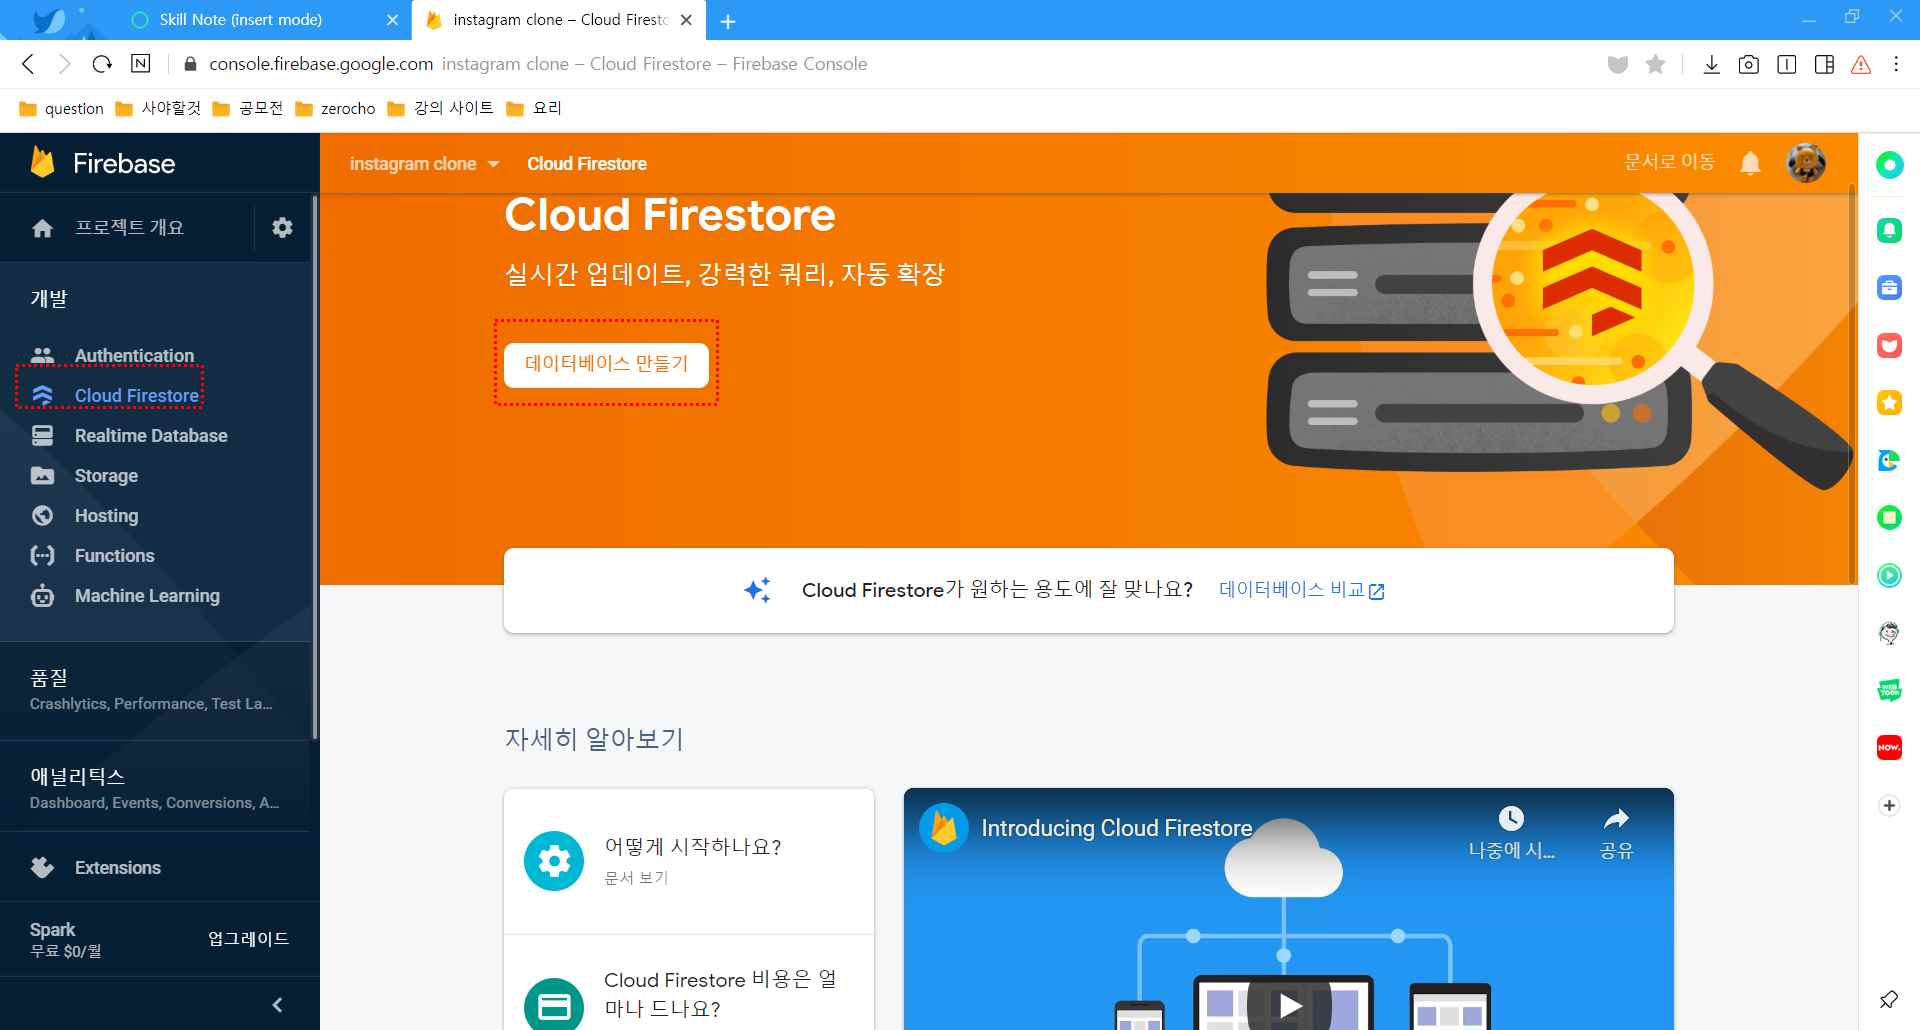 Skill Note (insert mode)
instagram clone – Cloud Firesto
console.firebase.google.com instagram clone – Cloud Firestore – Firebase Console
question
사야할것
공모전
zerocho
강의 사이트
요리
Firebase
instagram clone
Cloud Firestore
문서로 이동
프로젝트 개요
개발
Authentication
Cloud Firestore
Realtime Database
Storage
Hosting
Functions
Machine Learning
품질
Crashlytics, Performance, Test La...
애널리틱스
Dashboard, Events, Conversions, A...
Extensions
Spark
무료 $0/월
업그레이드
Cloud Firestore
실시간 업데이트, 강력한 쿼리, 자동 확장
데이터베이스 만들기
Cloud Firestore가 원하는 용도에 잘 맞나요?
데이터베이스 비교
자세히 알아보기
어떻게 시작하나요?
문서 보기
Cloud Firestore 비용은 얼
마나 드나요?
Introducing Cloud Firestore
나중에 시...
공유
WEB
TOON
NOW.